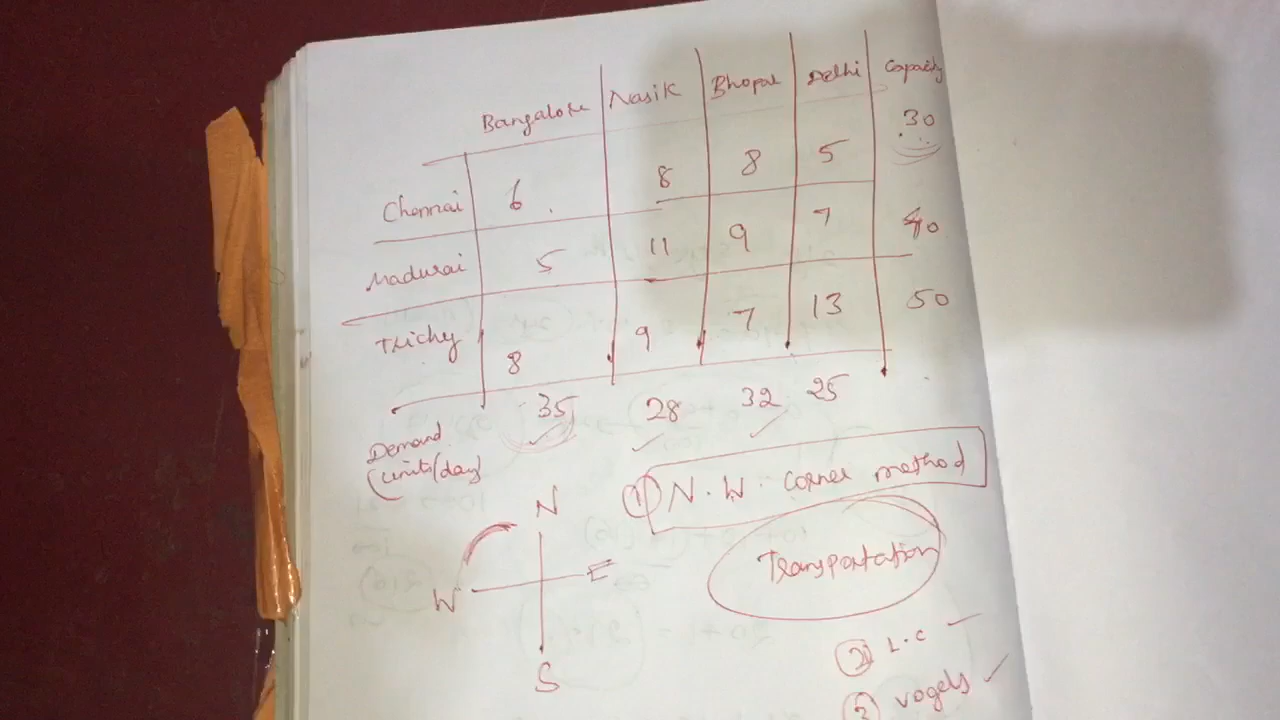 Bangalore Nasik Bhopal Delhi Capacity
Chennai 6 8 8 5 30
Madurai 5 11 9 7 40
Trichy 8 9 7 13 50
Demand 35 28 32 25
(units/day)
① N.W. corner method
Transportation
N
W E
S
② L.C
③ vogels